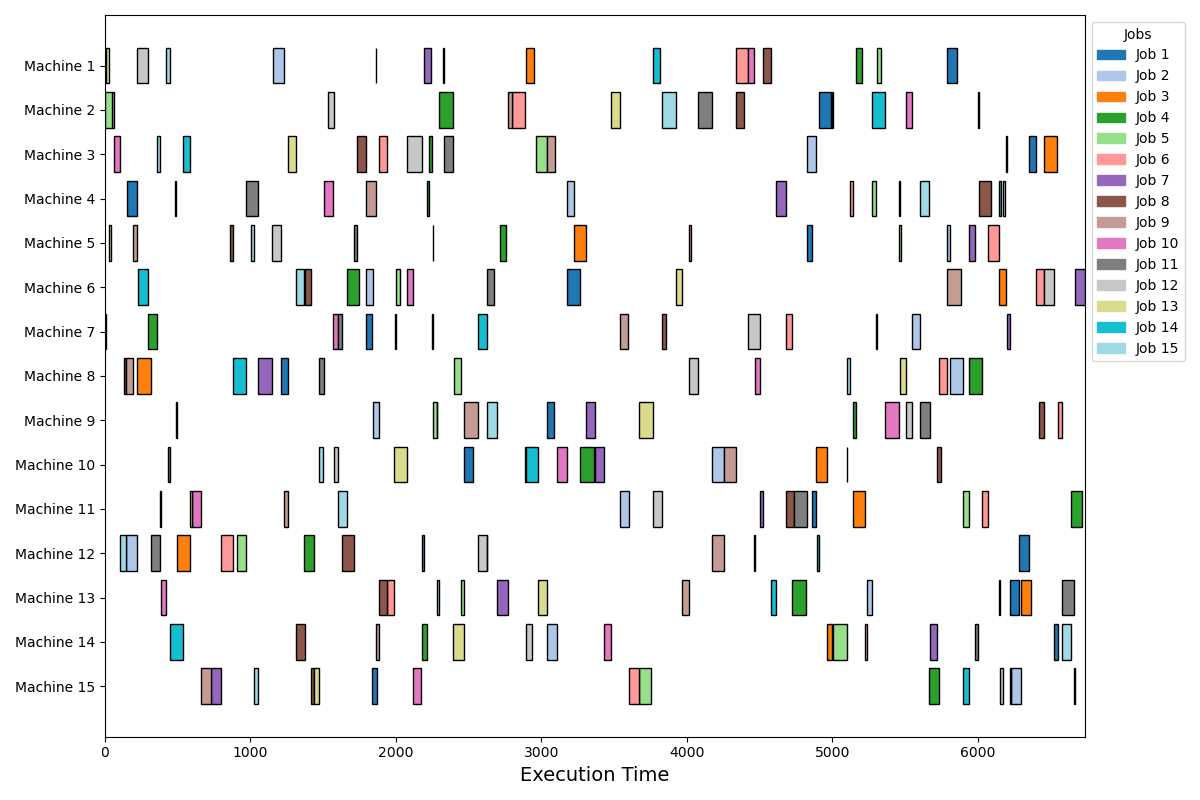 Machine 1
Machine 2
Machine 3
Machine 4
Machine 5
Machine 6
Machine 7
Machine 8
Machine 9
Machine 10
Machine 11
Machine 12
Machine 13
Machine 14
Machine 15
0 1000 2000 3000 4000 5000 6000
Execution Time
Jobs
Job 1
Job 2
Job 3
Job 4
Job 5
Job 6
Job 7
Job 8
Job 9
Job 10
Job 11
Job 12
Job 13
Job 14
Job 15